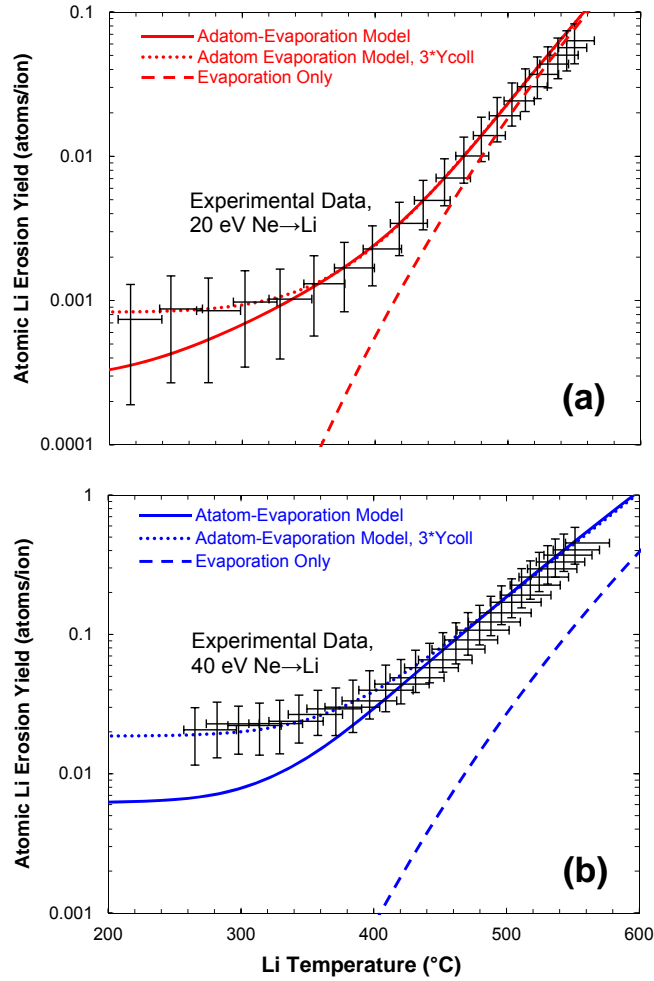 0.1
Adatom-Evaporation Model
Adatom Evaporation Model, 3*Ycoll
Evaporation Only
0.01
Experimental Data,
20 eV Ne→Li
0.001
0.0001
Atomic Li Erosion Yield (atoms/ion)
(a)
1
Atatom-Evaporation Model
Adatom-Evaporation Model, 3*Ycoll
Evaporation Only
0.1
Experimental Data,
40 eV Ne→Li
0.01
0.001
Atomic Li Erosion Yield (atoms/ion)
(b)
200 300 400 500 600
Li Temperature (°C)